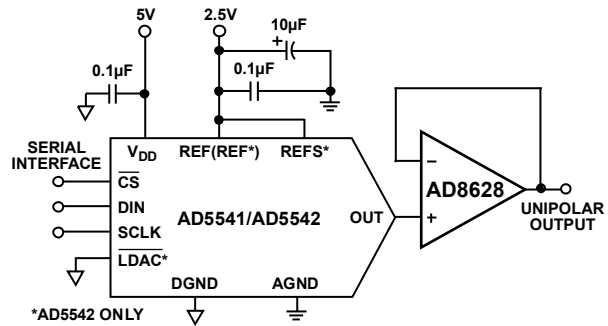 5V
2.5V
10µF
+
0.1µF
0.1µF
SERIAL
INTERFACE
VDD
REF(REF*)
REFS*
CS
DIN
SCLK
LDAC*
AD5541/AD5542
OUT
DGND
AGND
*AD5542 ONLY
−
+
AD8628
UNIPOLAR
OUTPUT